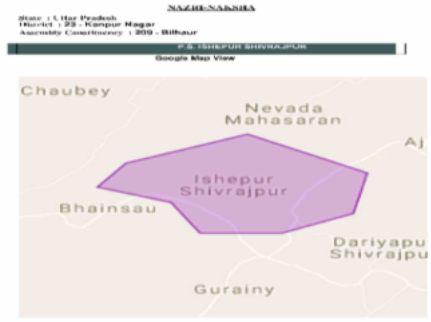 NAZRI-NAKSHA
State : Uttar Pradesh
District : 23 - Kanpur Nagar
Assembly Constituency : 209 - Bilhaur
P.S. ISHEPUR SHIVRAJPUR
Google Map View
Chaubey
Nevada
Mahasaran
Aj
Ishepur
Shivrajpur
Bhainsau
Dariyapu
Shivrajpu
Gurainy